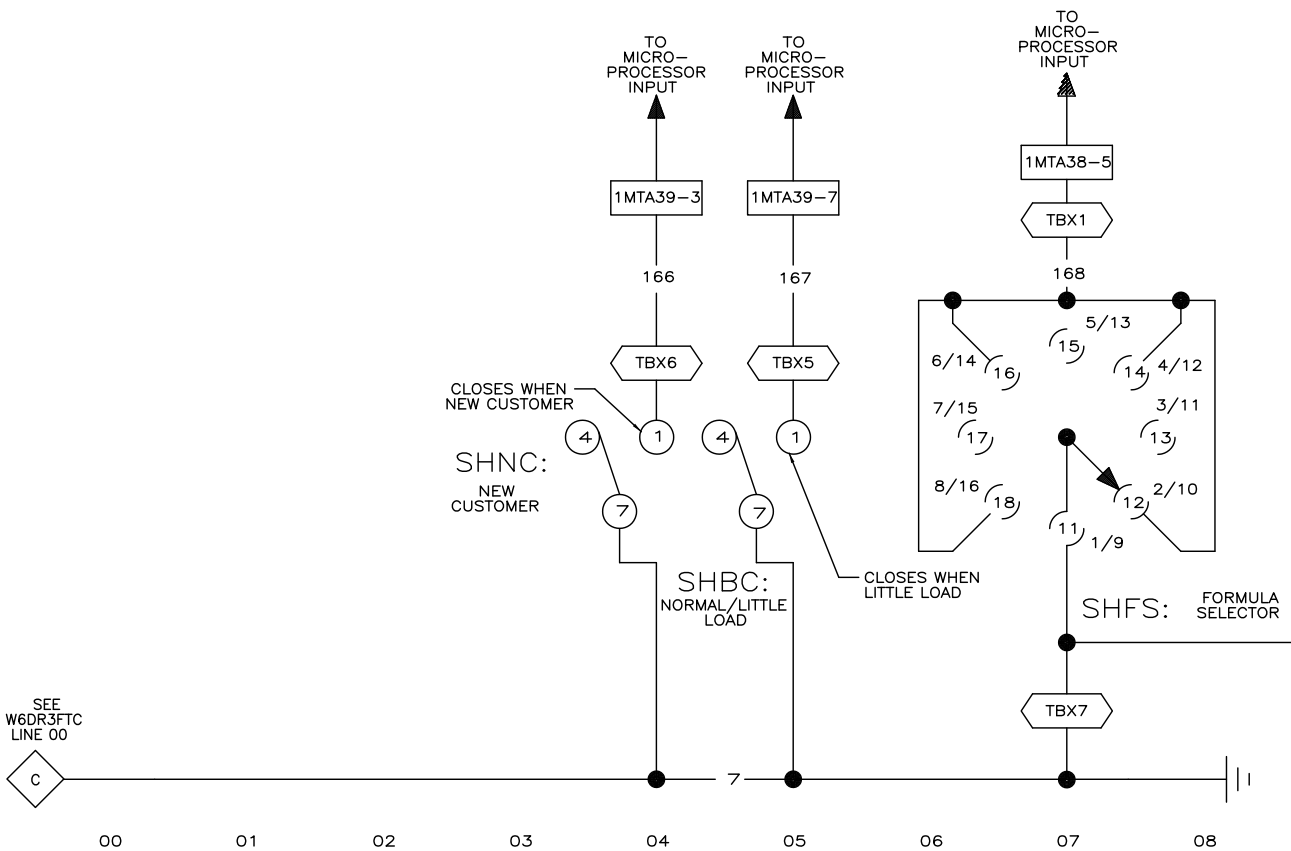 TO
MICRO-
PROCESSOR
INPUT
TO
MICRO-
PROCESSOR
INPUT
TO
MICRO-
PROCESSOR
INPUT
1MTA39-3
1MTA39-7
1MTA38-5
TBX1
166
167
168
TBX6
TBX5
5/13
15
6/14
16
14
4/12
7/15
17
3/11
13
8/16
18
12
2/10
11
1/9
CLOSES WHEN
NEW CUSTOMER
4
1
4
1
SHNC:
NEW
CUSTOMER
7
7
SHBC:
NORMAL/LITTLE
LOAD
CLOSES WHEN
LITTLE LOAD
SHFS:
FORMULA
SELECTOR
TBX7
SEE
W6DR3FTC
LINE 00
C
7
00 01 02 03 04 05 06 07 08